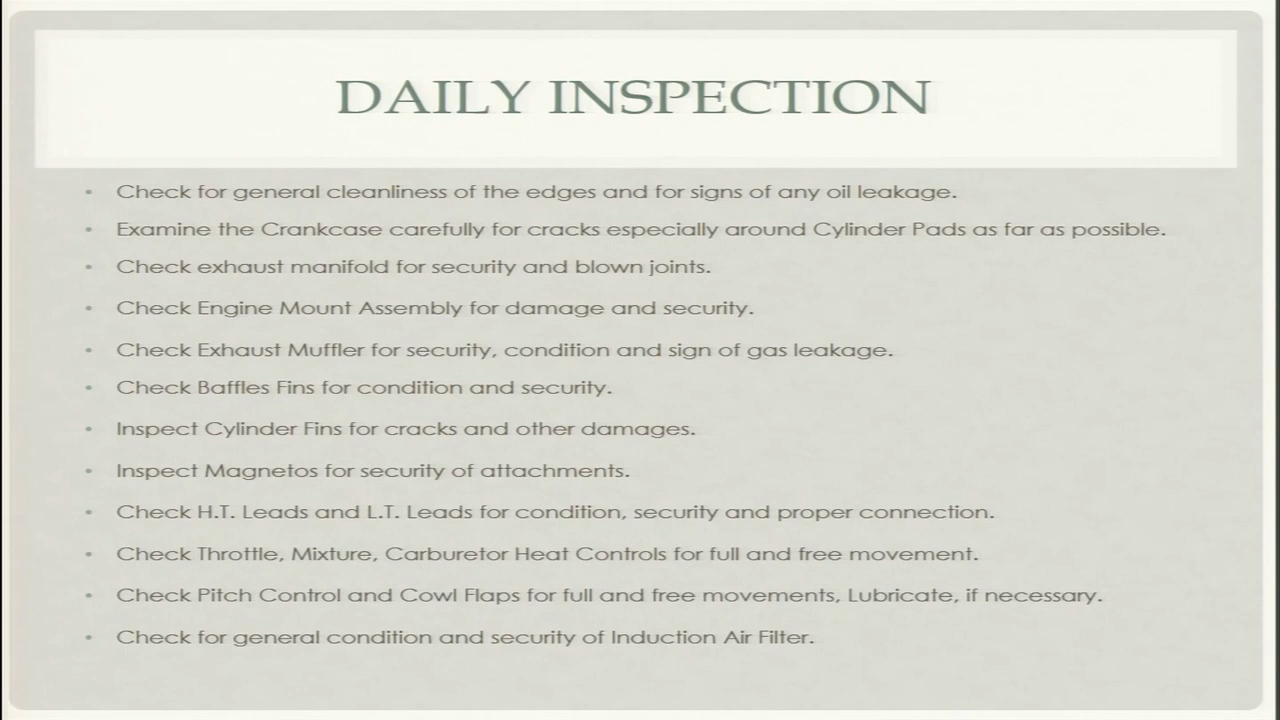 DAILY INSPECTION
• Check for general cleanliness of the edges and for signs of any oil leakage.
• Examine the Crankcase carefully for cracks especially around Cylinder Pads as far as possible.
• Check exhaust manifold for security and blown joints.
• Check Engine Mount Assembly for damage and security.
• Check Exhaust Muffler for security, condition and sign of gas leakage.
• Check Baffles Fins for condition and security.
• Inspect Cylinder Fins for cracks and other damages.
• Inspect Magnetos for security of attachments.
• Check H.T. Leads and L.T. Leads for condition, security and proper connection.
• Check Throttle, Mixture, Carburetor Heat Controls for full and free movement.
• Check Pitch Control and Cowl Flaps for full and free movements, Lubricate, if necessary.
• Check for general condition and security of Induction Air Filter.